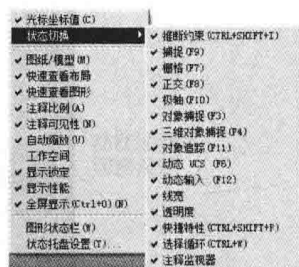 光标坐标值(C)
状态切换
图纸/模型(M)
快速查看布局
快速查看图形
注释比例(A)
注释可见性(N)
自动缩放(U)
工作空间
显示锁定
显示性能
全屏显示(Ctrl+0)(N)
图形状态栏(W)
状态托盘设置(T)...
推断约束(CTRL+SHIFT+I)
捕捉(F9)
栅格(F7)
正交(F8)
极轴(F10)
对象捕捉(F3)
三维对象捕捉(F4)
对象追踪(F11)
动态 UCS (F6)
动态输入 (F12)
线宽
透明度
快捷特性(CTRL+SHIFT+P)
选择循环(CTRL+W)
注释监视器